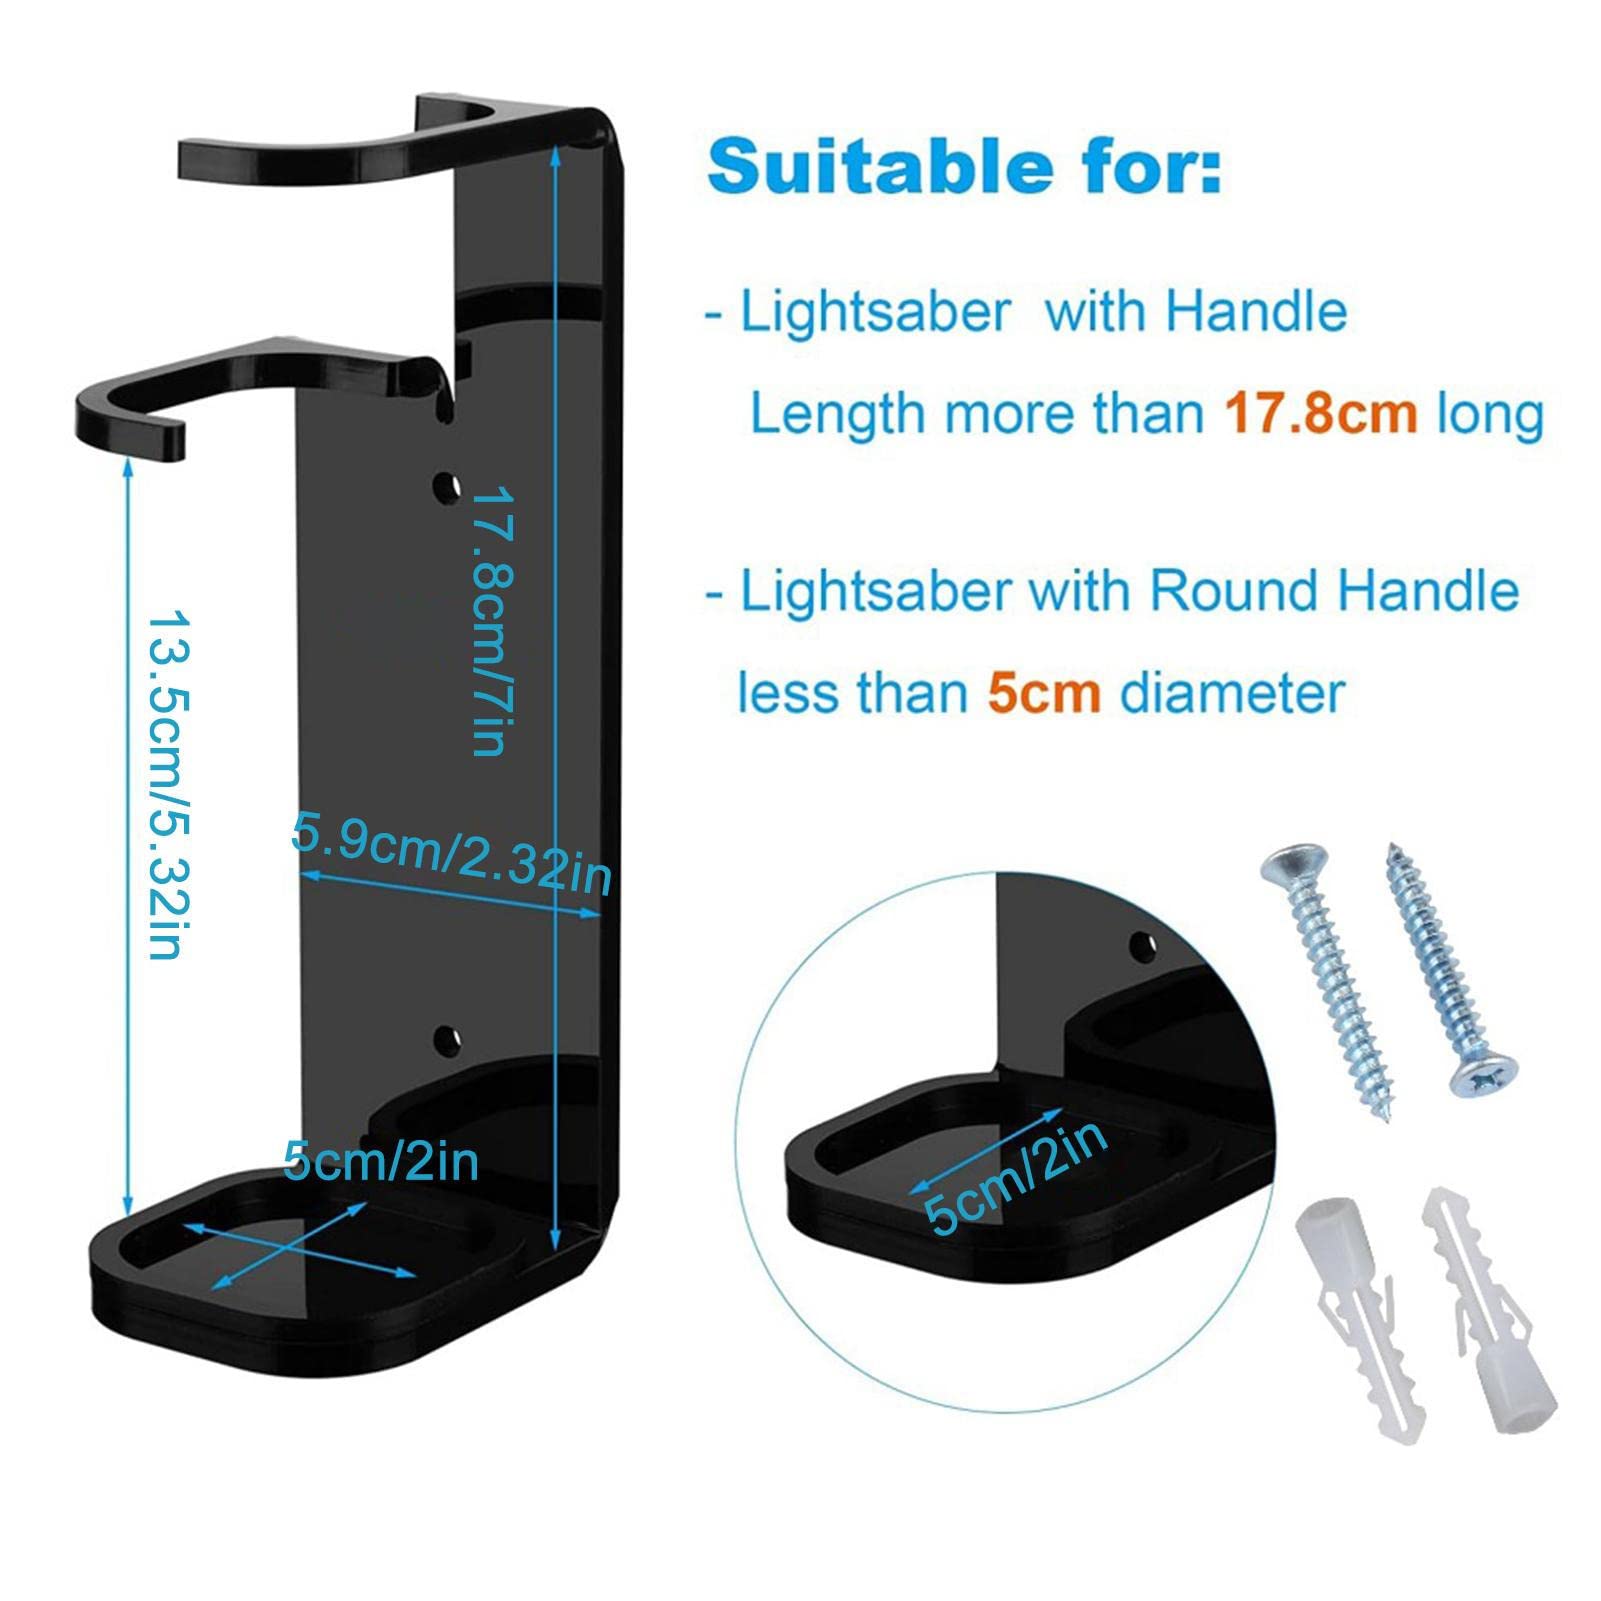 Suitable for:
- Lightsaber with Handle
Length more than 17.8cm long
- Lightsaber with Round Handle
less than 5cm diameter
17.8cm/7in
13.5cm/5.32in
5.9cm/2.32in
5cm/2in
5cm/2in